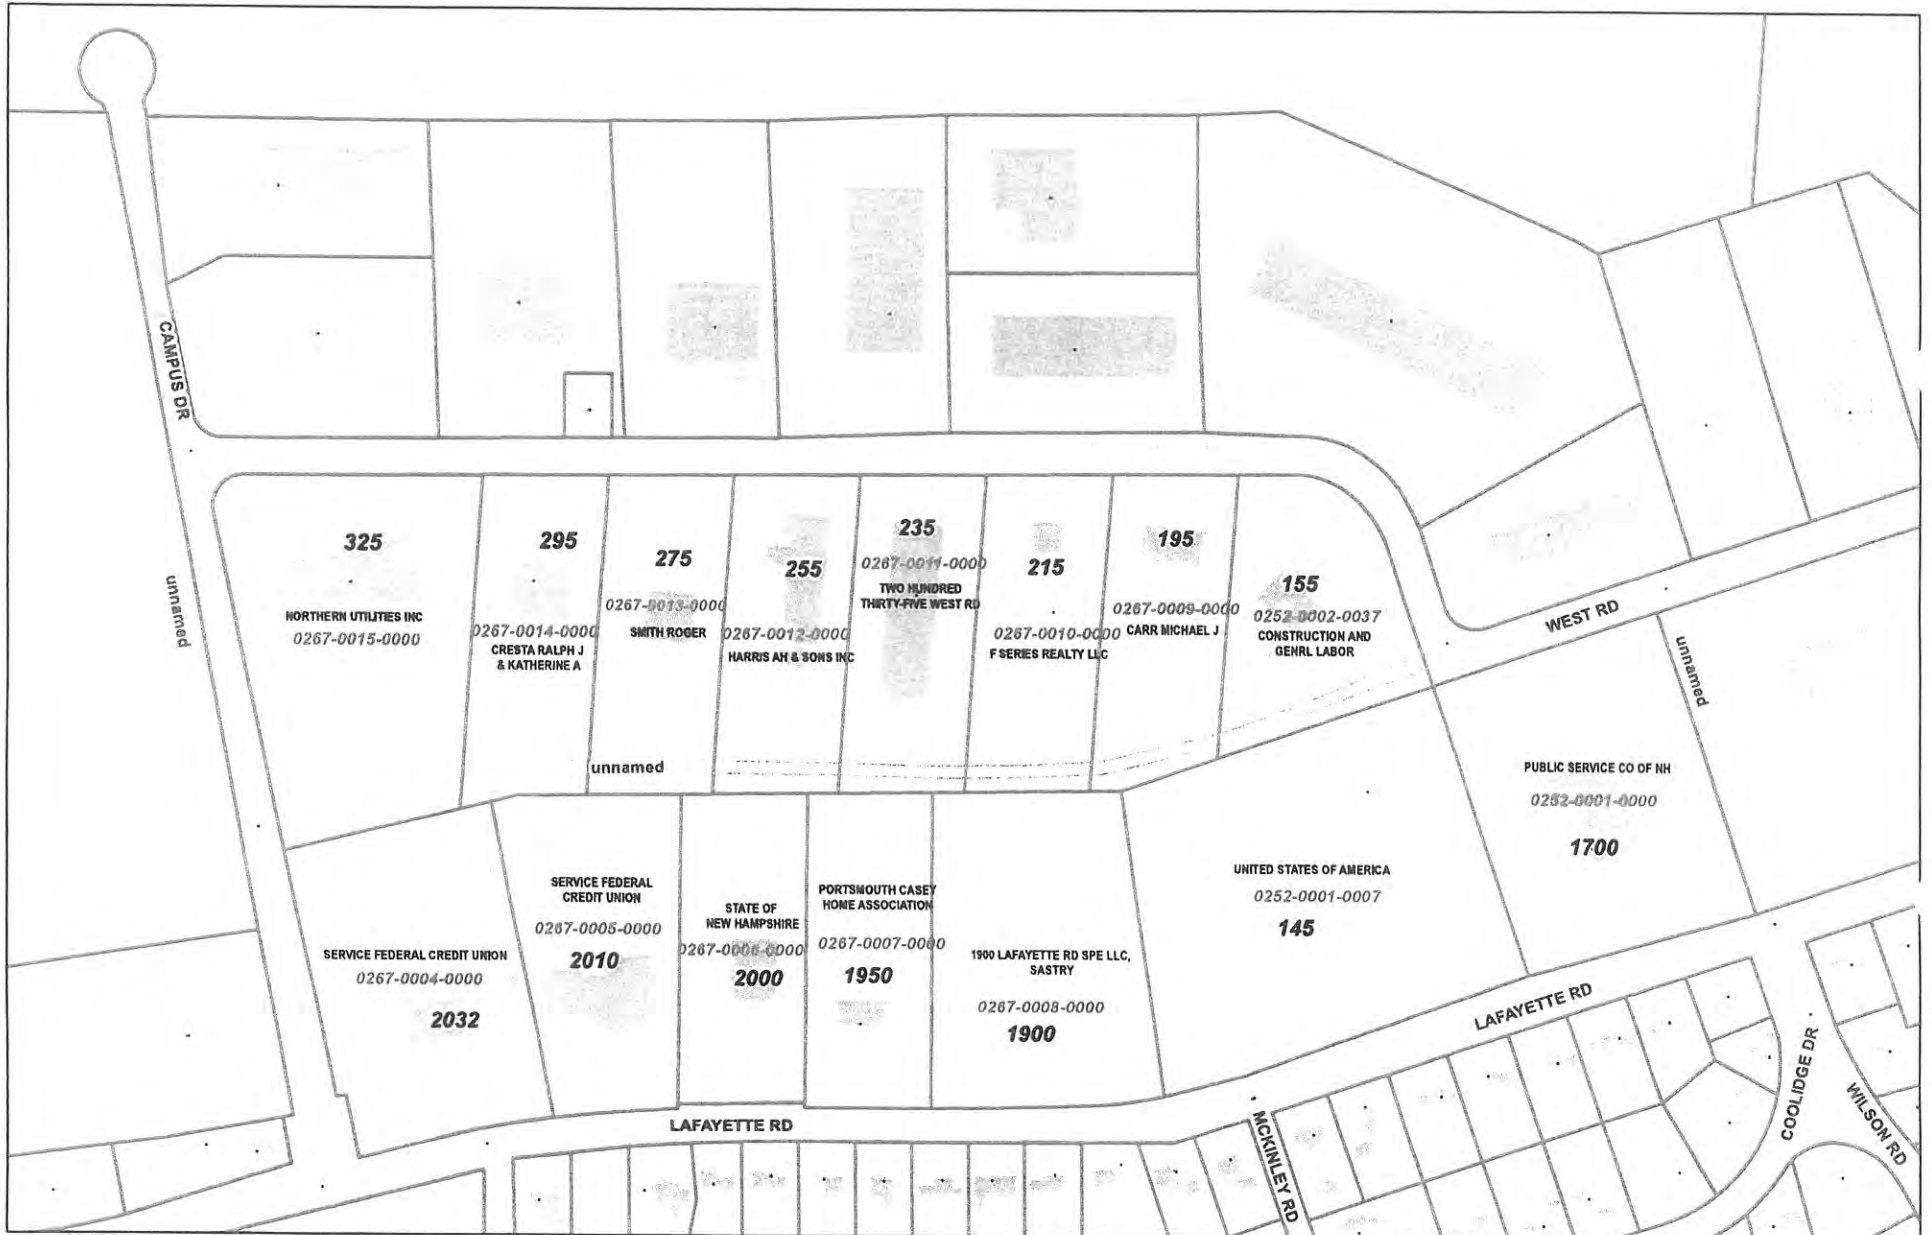 CAMPUS DR
unnamed
325
NORTHERN UTILITIES INC
0267-0015-0000
295
0267-0014-0000
CRESTA RALPH J
& KATHERINE A
275
0267-0013-0000
SMITH ROGER
255
0267-0012-0000
HARRIS AH & SONS INC
235
0267-0011-0000
TWO HUNDRED
THIRTY-FIVE WEST RD
215
0267-0010-0000
F SERIES REALTY LLC
195
0267-0009-0000
CARR MICHAEL J
155
0252-0002-0037
CONSTRUCTION AND
GENRL LABOR
WEST RD
unnamed
unnamed
PUBLIC SERVICE CO OF NH
0252-0001-0000
1700
UNITED STATES OF AMERICA
0252-0001-0007
145
SERVICE FEDERAL CREDIT UNION
0267-0004-0000
2032
SERVICE FEDERAL
CREDIT UNION
0267-0005-0000
2010
STATE OF
NEW HAMPSHIRE
0267-0006-0000
2000
PORTSMOUTH CASEY
HOME ASSOCIATION
0267-0007-0000
1950
1900 LAFAYETTE RD SPE LLC,
SASTRY
0267-0008-0000
1900
LAFAYETTE RD
LAFAYETTE RD
MCKINLEY RD
COOLIDGE DR
WILSON RD